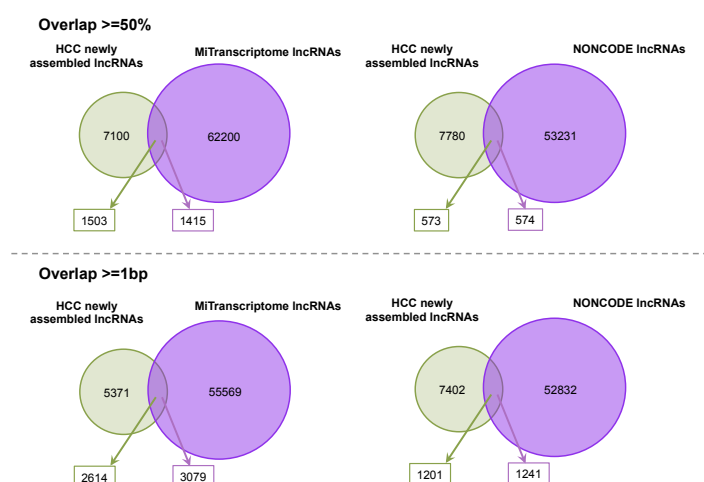 Overlap >=50%
HCC newly
assembled lncRNAs
MiTranscriptome lncRNAs
7100
62200
1503
1415
HCC newly
assembled lncRNAs
NONCODE lncRNAs
7780
53231
573
574
Overlap >=1bp
HCC newly
assembled lncRNAs
MiTranscriptome lncRNAs
5371
55569
2614
3079
HCC newly
assembled lncRNAs
NONCODE lncRNAs
7402
52832
1201
1241